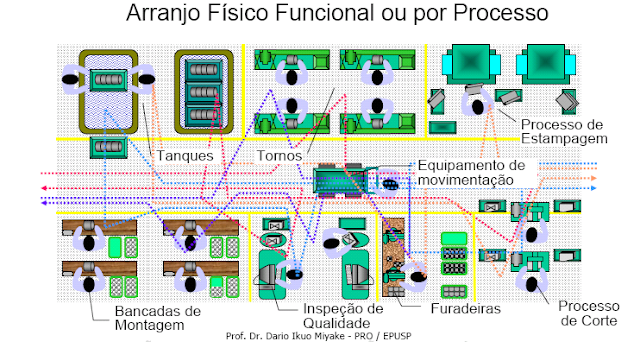 Arranjo Físico Funcional ou por Processo
Processo de
Estampagem
Tanques
Tornos
Equipamento de
movimentação
Bancadas de
Montagem
Inspeção de
Qualidade
Furadeiras
Processo
de Corte
Prof. Dr. Dario Ikuo Miyake - PRO / EPUSP